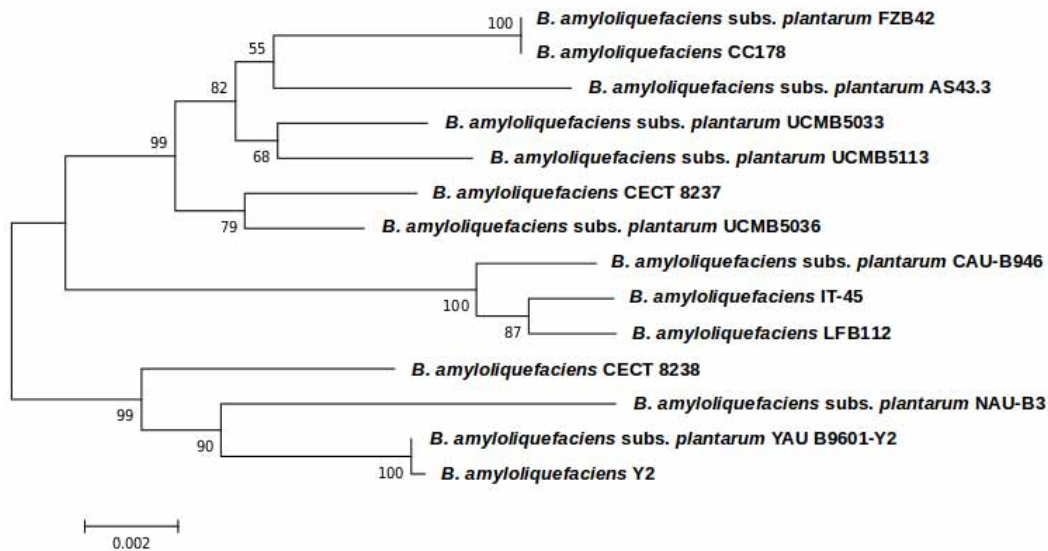 100 B. amyloliquefaciens subs. plantarum FZB42
55 B. amyloliquefaciens CC178
82 B. amyloliquefaciens subs. plantarum AS43.3
B. amyloliquefaciens subs. plantarum UCMB5033
99
68 B. amyloliquefaciens subs. plantarum UCMB5113
B. amyloliquefaciens CECT 8237
79 B. amyloliquefaciens subs. plantarum UCMB5036
B. amyloliquefaciens subs. plantarum CAU-B946
100 B. amyloliquefaciens IT-45
87 B. amyloliquefaciens LFB112
B. amyloliquefaciens CECT 8238
99 B. amyloliquefaciens subs. plantarum NAU-B3
90 B. amyloliquefaciens subs. plantarum YAU B9601-Y2
100 B. amyloliquefaciens Y2
0.002